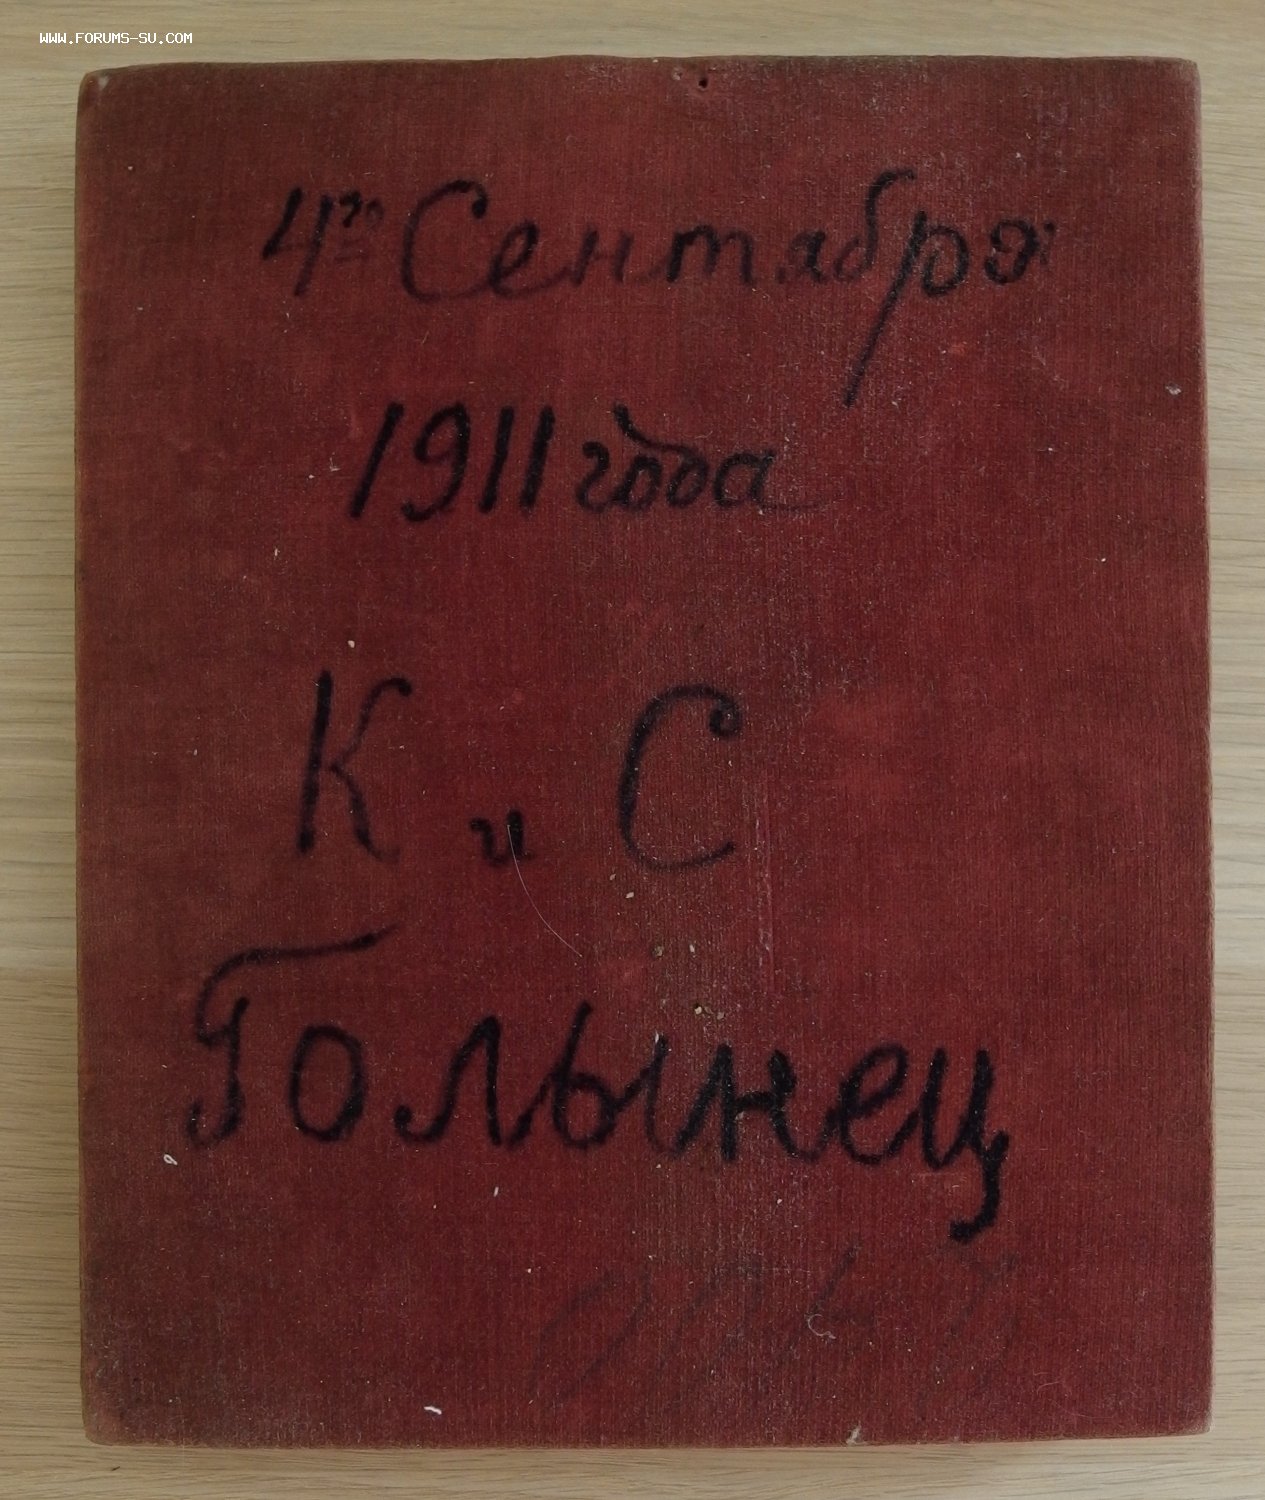 WWW.FORUMS-SU.COM
4го Сентября
1911 года
К и С
Голынец